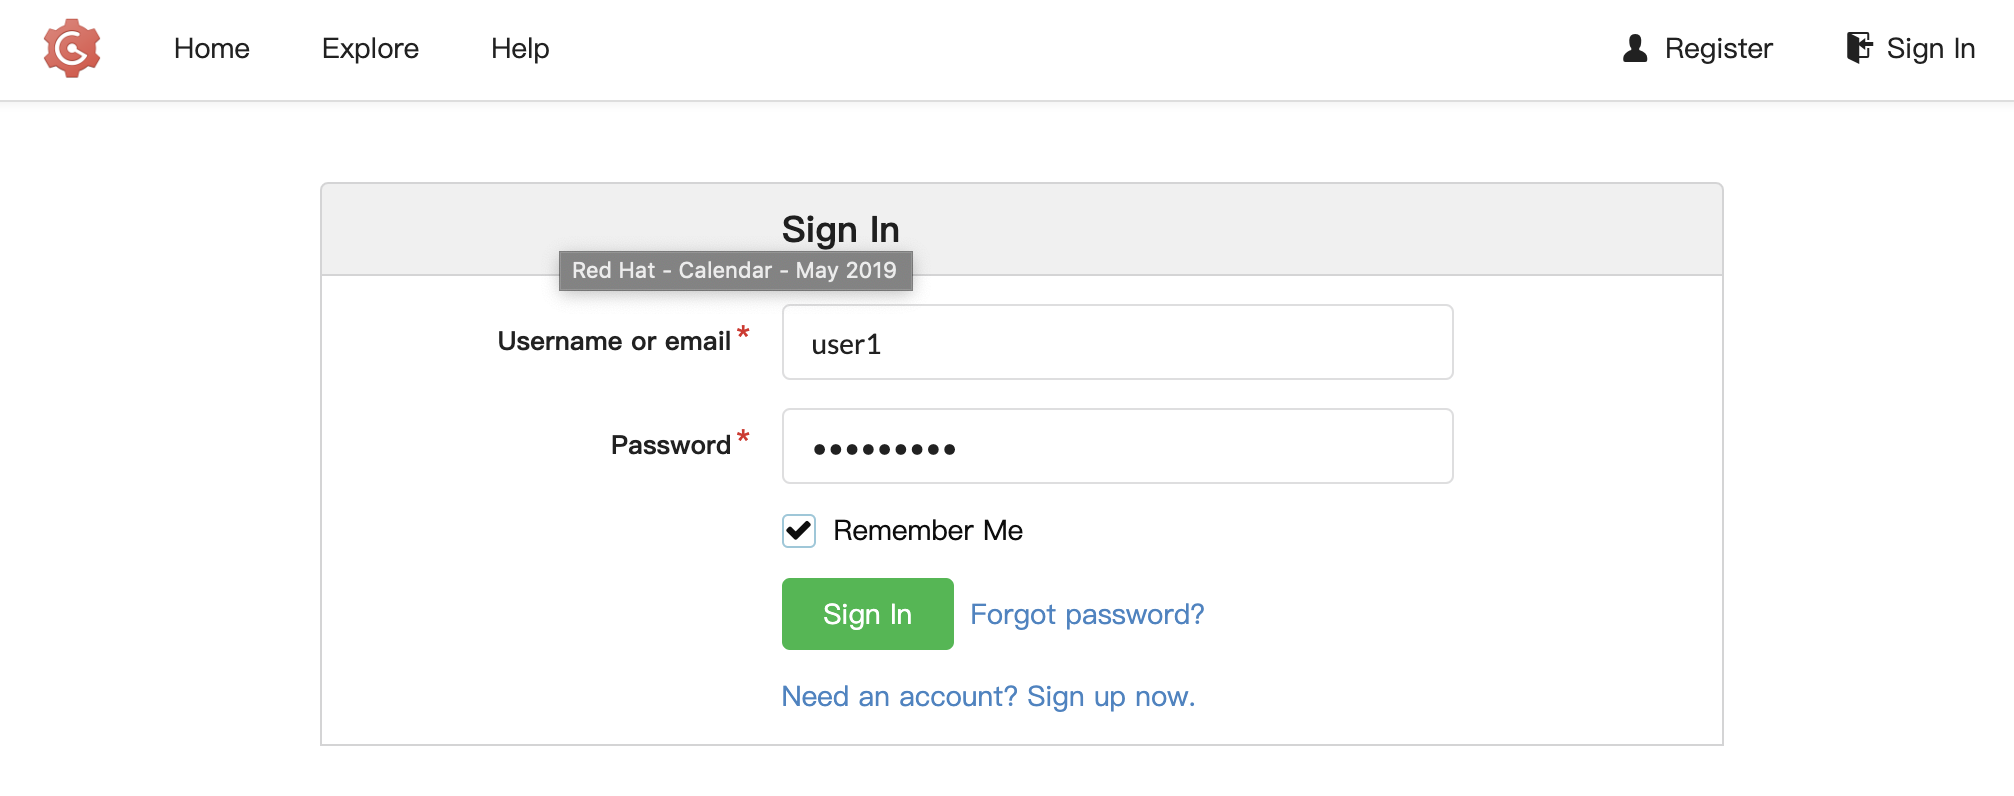 Home Explore Help Register Sign In
Sign In
Red Hat - Calendar - May 2019
Username or email* user1
Password* •••••••••
Remember Me
Sign In Forgot password?
Need an account? Sign up now.